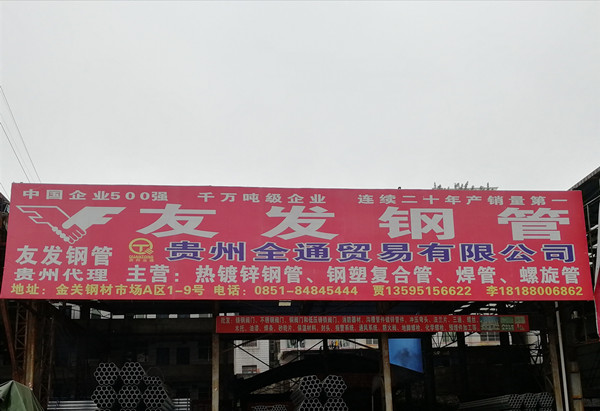 中国企业500强 千万吨级企业 连续二十年产销量第一
友发钢管
友发钢管
贵州代理
贵州全通贸易有限公司
主营：热镀锌钢管、钢塑复合管、焊管、螺旋管
地址：金关钢材市场A区1-9号 电话：0851-84845444 贾13595156622 李18188006862